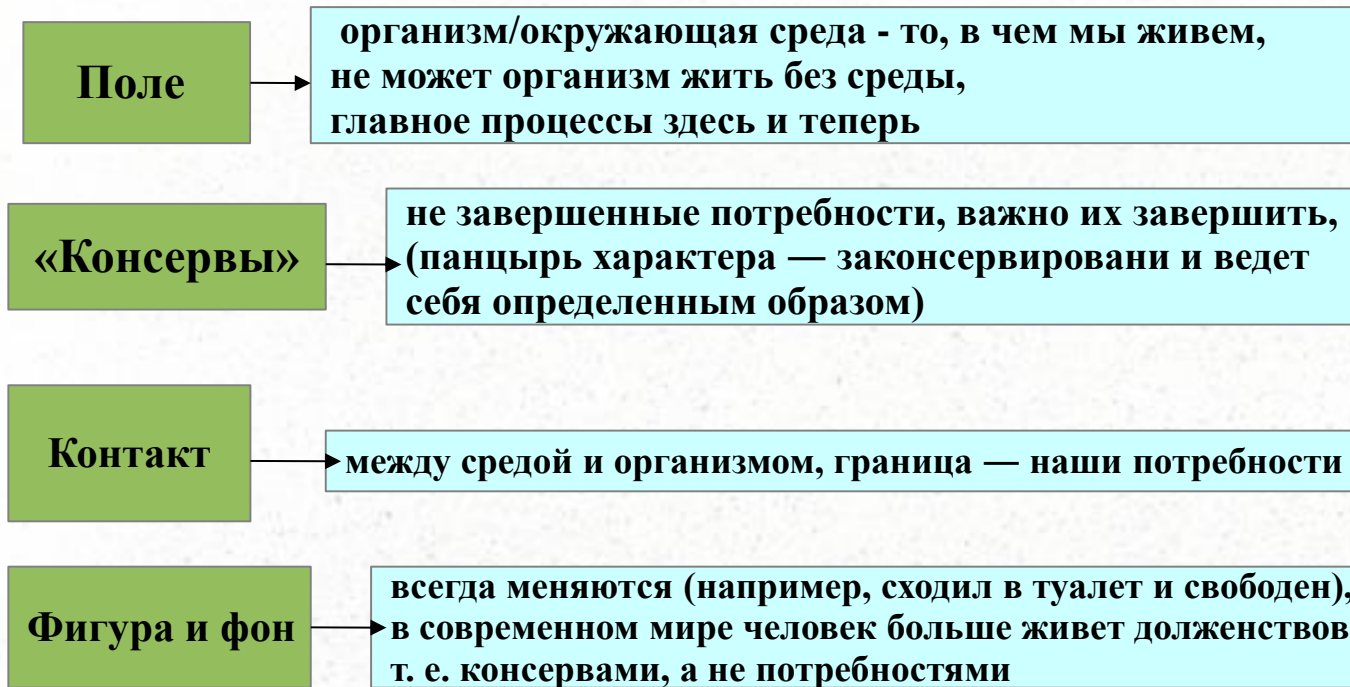 Поле
организм/окружающая среда - то, в чем мы живем,
не может организм жить без среды,
главное процессы здесь и теперь
«Консервы»
не завершенные потребности, важно их завершить,
(панцырь характера — законсервировани и ведет
себя определенным образом)
Контакт
между средой и организмом, граница — наши потребности
Фигура и фон
всегда меняются (например, сходил в туалет и свободен),
в современном мире человек больше живет долженствов
т. е. консервами, а не потребностями